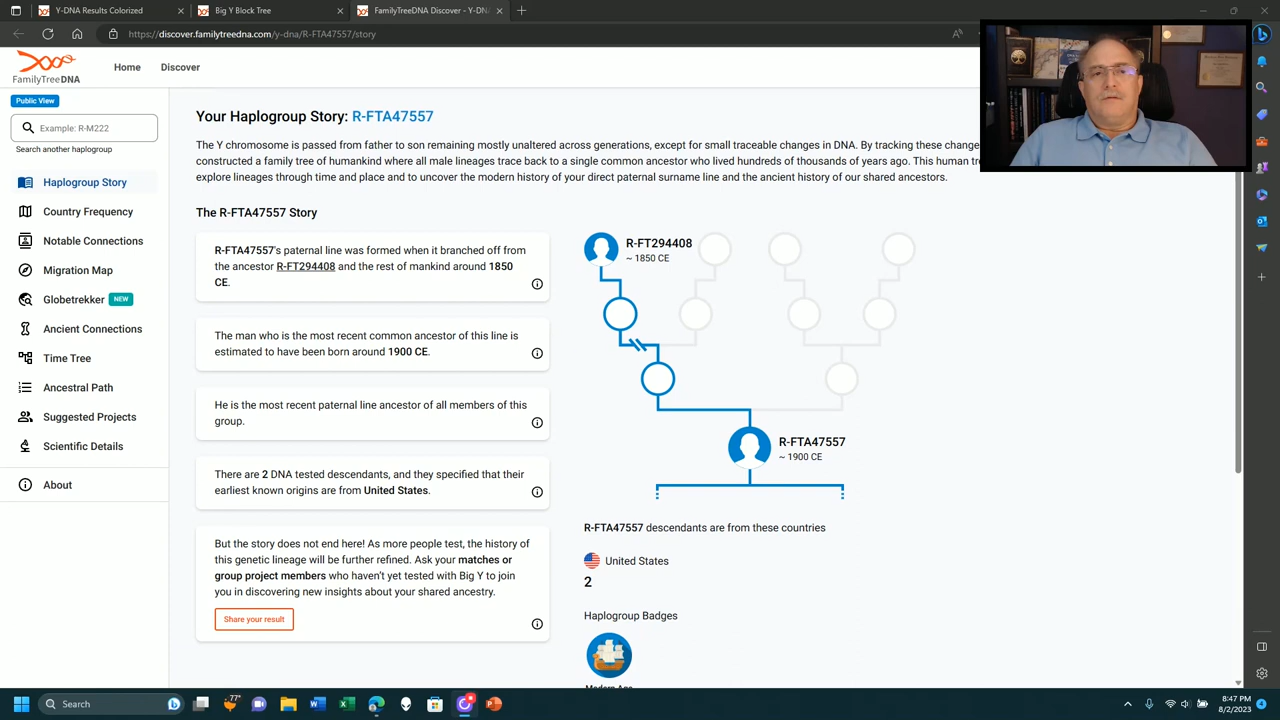 Y-DNA Results Colorized
Big Y Block Tree
FamilyTreeDNA Discover - Y-DN
https://discover.familytreedna.com/y-dna/R-FTA47557/story
FamilyTreeDNA
Home
Discover
Public View
Example: R-M222
Search another haplogroup
Haplogroup Story
Country Frequency
Notable Connections
Migration Map
Globetrekker NEW
Ancient Connections
Time Tree
Ancestral Path
Suggested Projects
Scientific Details
About
Your Haplogroup Story: R-FTA47557
The Y chromosome is passed from father to son remaining mostly unaltered across generations, except for small traceable changes in DNA. By tracking these change
constructed a family tree of humankind where all male lineages trace back to a single common ancestor who lived hundreds of thousands of years ago. This human tr
explore lineages through time and place and to uncover the modern history of your direct paternal surname line and the ancient history of our shared ancestors.
The R-FTA47557 Story
R-FTA47557's paternal line was formed when it branched off from
the ancestor R-FT294408 and the rest of mankind around 1850
CE.
The man who is the most recent common ancestor of this line is
estimated to have been born around 1900 CE.
He is the most recent paternal line ancestor of all members of this
group.
There are 2 DNA tested descendants, and they specified that their
earliest known origins are from United States.
But the story does not end here! As more people test, the history of
this genetic lineage will be further refined. Ask your matches or
group project members who haven't yet tested with Big Y to join
you in discovering new insights about your shared ancestry.
Share your result
R-FT294408
~ 1850 CE
R-FTA47557
~ 1900 CE
R-FTA47557 descendants are from these countries
United States
2
Haplogroup Badges
Modern Age
Search
77°
8:47 PM
8/2/2023